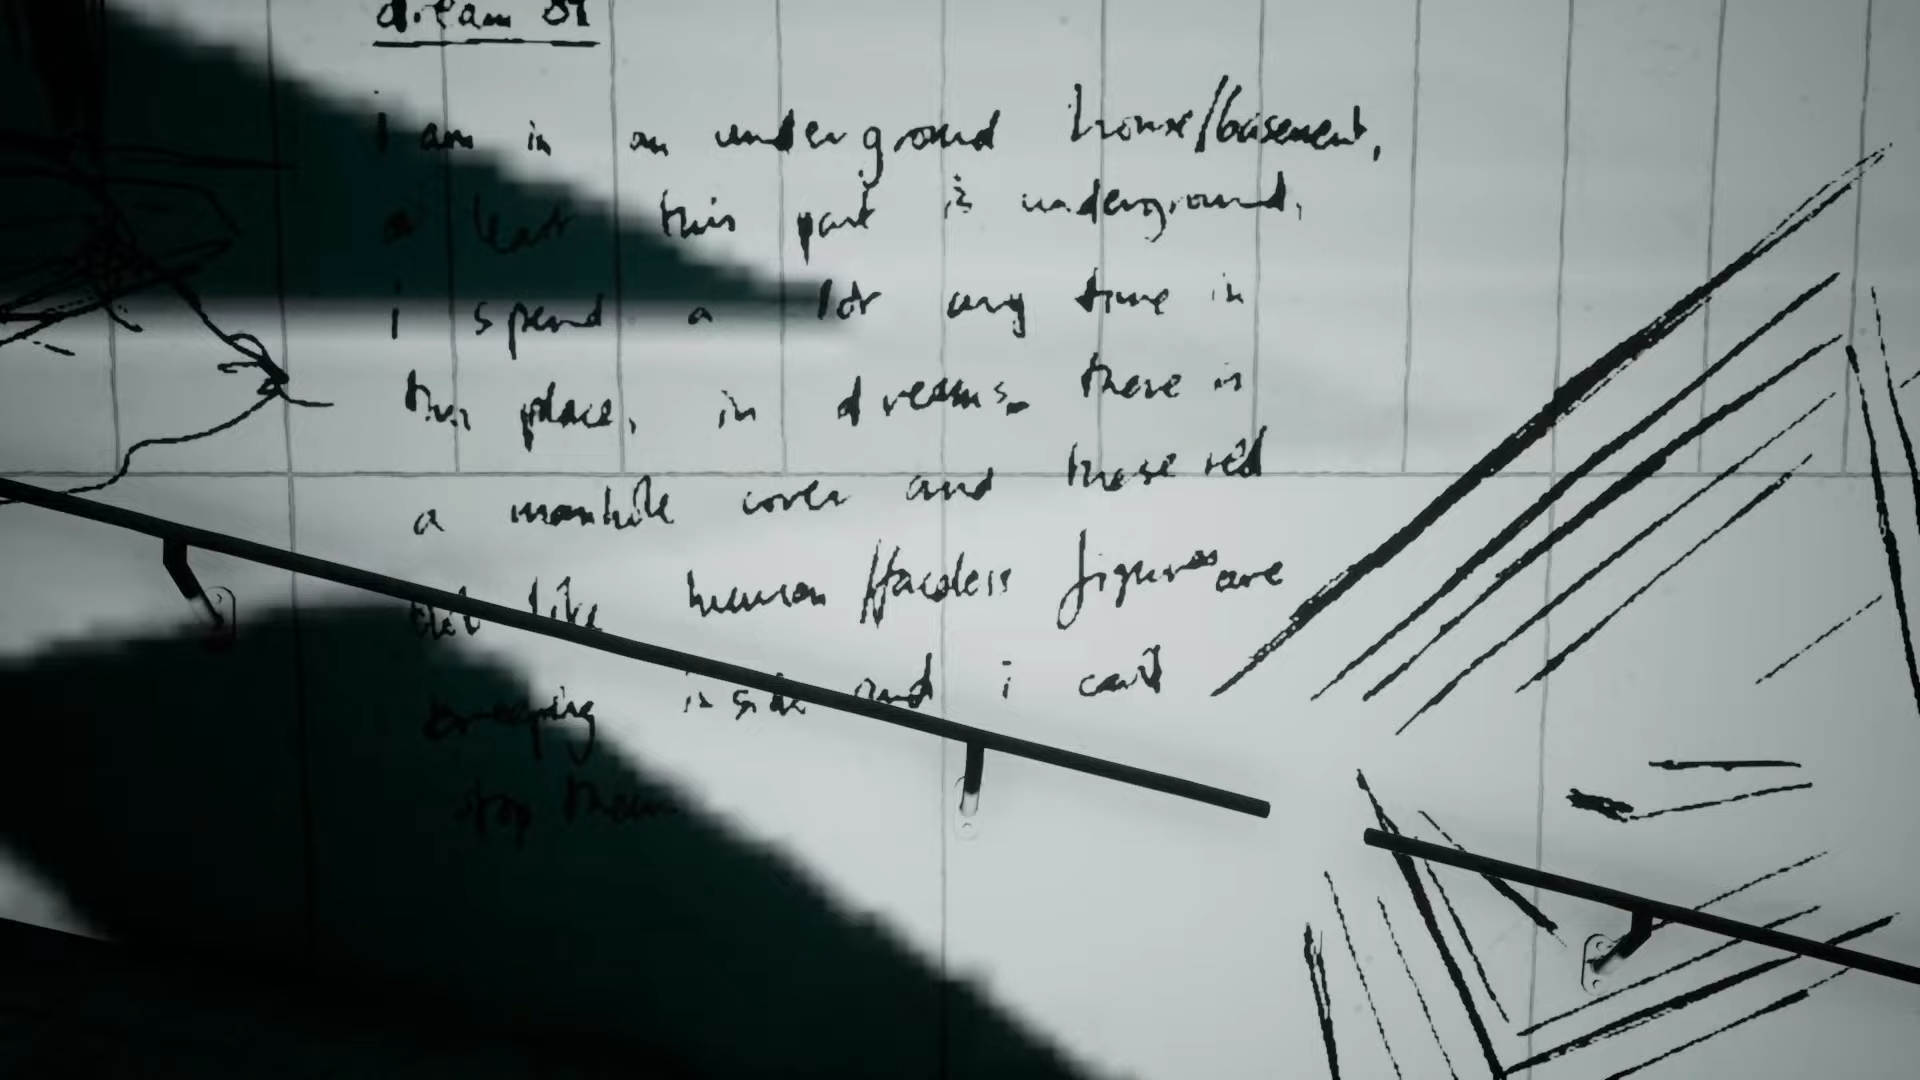 dream 01
i am in an underground house/basement,
a least this part is underground,
i spend a lot any time in
this place, in dreams. there is
a manhole cover and these red
like human/faceless figures are
creeping inside and i can't
stop them